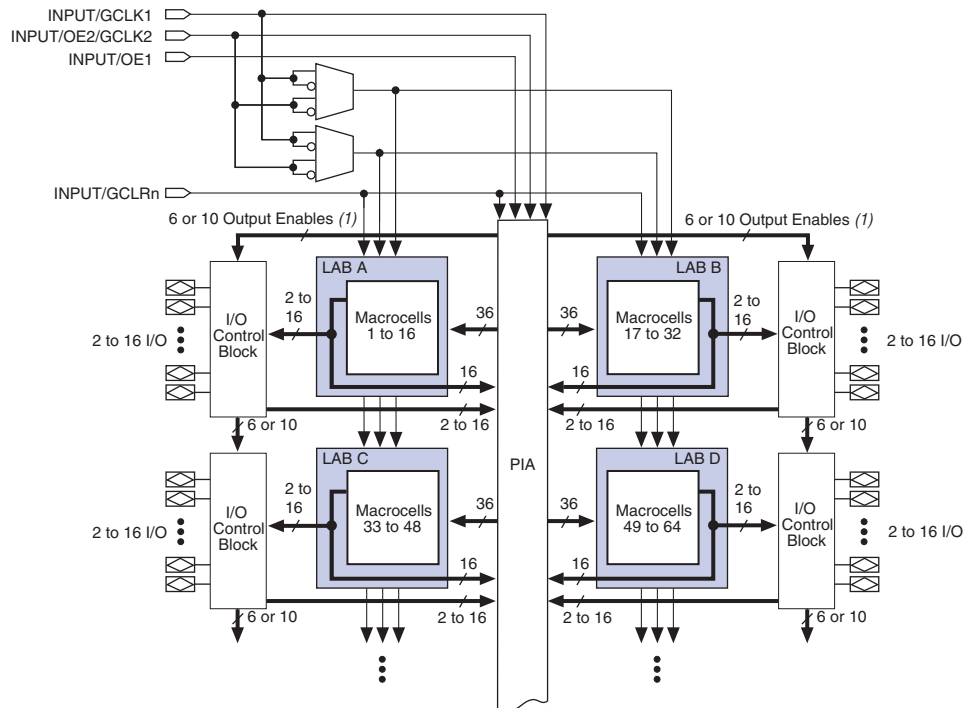 INPUT/GCLK1
INPUT/OE2/GCLK2
INPUT/OE1
INPUT/GCLRn
6 or 10 Output Enables (1)
6 or 10 Output Enables (1)
LAB A
LAB B
2 to
16
Macrocells
1 to 16
36
36
Macrocells
17 to 32
2 to
16
I/O
Control
Block
2 to 16 I/O
I/O
Control
Block
2 to 16 I/O
16
16
2 to 16
2 to 16
6 or 10
6 or 10
PIA
LAB C
LAB D
2 to
16
Macrocells
33 to 48
36
36
Macrocells
49 to 64
2 to
16
I/O
Control
Block
2 to 16 I/O
I/O
Control
Block
2 to 16 I/O
16
16
2 to 16
2 to 16
6 or 10
6 or 10